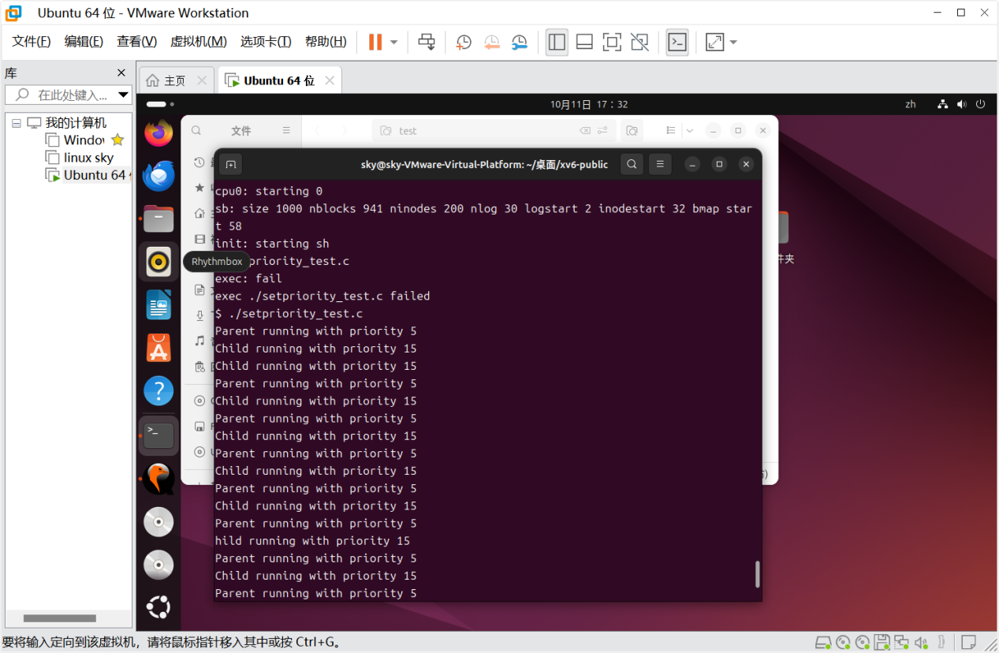 Ubuntu 64 位 - VMware Workstation
文件(F) 编辑(E) 查看(V) 虚拟机(M) 选项卡(T) 帮助(H)
库
在此处键入...
我的计算机
Windov
linux sky
Ubuntu 64
主页
Ubuntu 64 位
10月11日 17：32
zh
文件
test
sky@sky-VMware-Virtual-Platform: ~/桌面/xv6-public
cpu0: starting 0
sb: size 1000 nblocks 941 ninodes 200 nlog 30 logstart 2 inodestart 32 bmap star
t 58
init: starting sh
Rhythmbox
priority_test.c
exec: fail
exec ./setpriority_test.c failed
$ ./setpriority_test.c
Parent running with priority 5
Child running with priority 15
Child running with priority 15
Parent running with priority 5
Child running with priority 15
Parent running with priority 5
Child running with priority 15
Parent running with priority 5
Child running with priority 15
Parent running with priority 5
Child running with priority 15
Parent running with priority 5
hild running with priority 15
Parent running with priority 5
Child running with priority 15
Parent running with priority 5
件夹
要将输入定向到该虚拟机，请将鼠标指针移入其中或按 Ctrl+G。